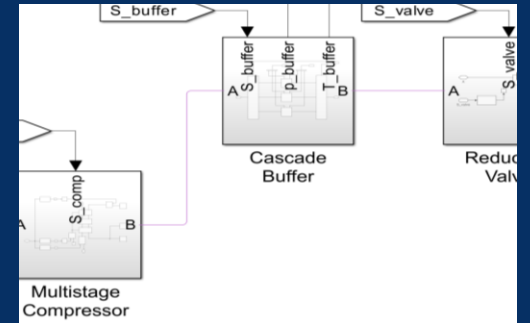 S_buffer
S_valve
S_buffer
p_buffer
T_buffer
A
B
Cascade
Buffer
A
S_valve
Reduc
Valv
A
S_comp
B
Multistage
Compressor